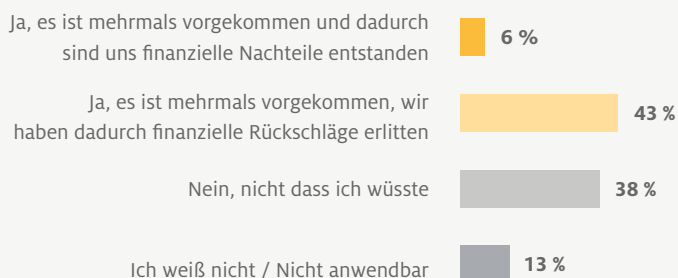 Ja, es ist mehrmals vorgekommen und dadurch
sind uns finanzielle Nachteile entstanden
6 %
Ja, es ist mehrmals vorgekommen, wir
haben dadurch finanzielle Rückschläge erlitten
43 %
Nein, nicht dass ich wüsste
38 %
Ich weiß nicht / Nicht anwendbar
13 %